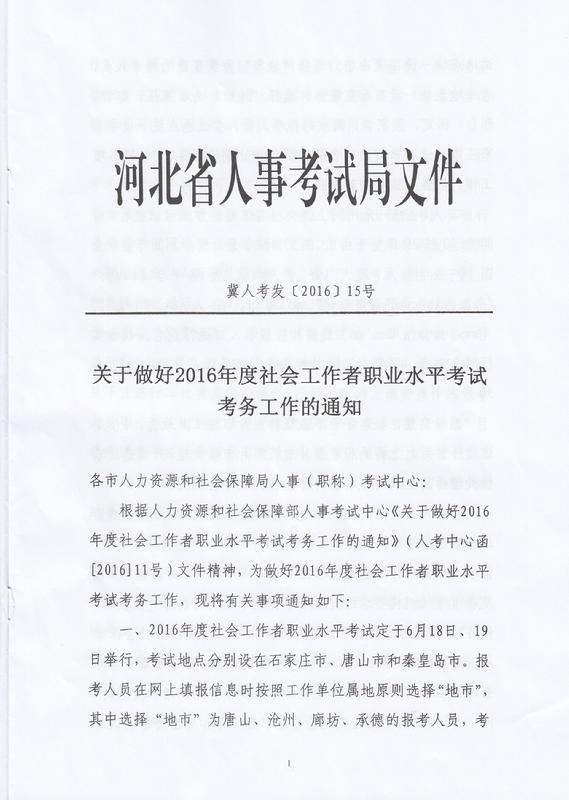 河北省人事考试局文件
冀人考发〔2016〕15号
关于做好2016年度社会工作者职业水平考试
考务工作的通知
各市人力资源和社会保障局人事（职称）考试中心：
根据人力资源和社会保障部人事考试中心《关于做好2016
年度社会工作者职业水平考试考务工作的通知》（人考中心函
[2016]11号）文件精神，为做好2016年度社会工作者职业水平
考试考务工作，现将有关事项通知如下：
一、2016年度社会工作者职业水平考试定于6月18日、19
日举行，考试地点分别设在石家庄市、唐山市和秦皇岛市。报
考人员在网上填报信息时按照工作单位属地原则选择“地市”，
其中选择“地市”为唐山、沧州、廊坊、承德的报考人员，考
1